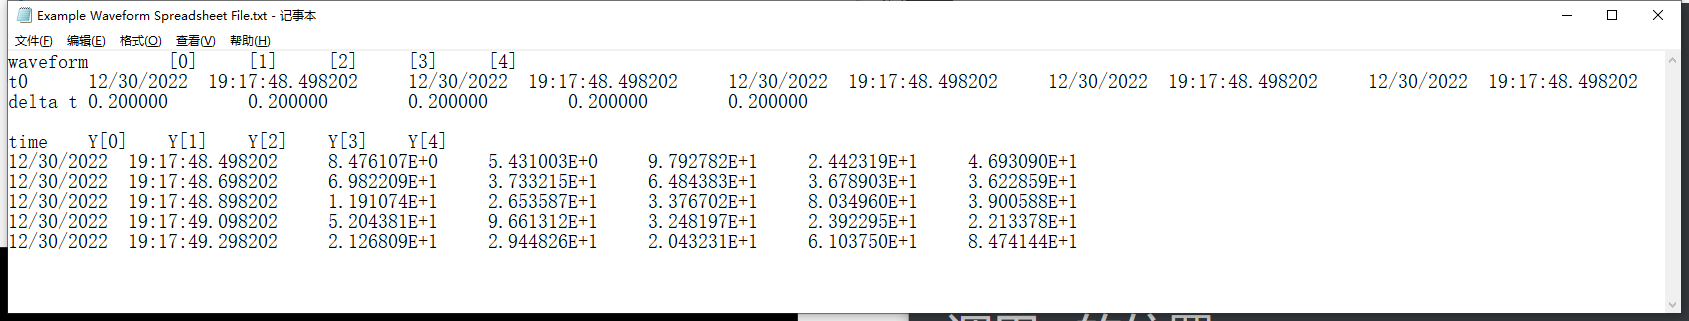 Example Waveform Spreadsheet File.txt - 记事本
文件(F) 编辑(E) 格式(O) 查看(V) 帮助(H)
waveform [0] [1] [2] [3] [4]
t0 12/30/2022 19:17:48.498202 12/30/2022 19:17:48.498202 12/30/2022 19:17:48.498202 12/30/2022 19:17:48.498202 12/30/2022 19:17:48.498202
delta t 0.200000 0.200000 0.200000 0.200000 0.200000
time Y[0] Y[1] Y[2] Y[3] Y[4]
12/30/2022 19:17:48.498202 8.476107E+0 5.431003E+0 9.792782E+1 2.442319E+1 4.693090E+1
12/30/2022 19:17:48.698202 6.982209E+1 3.733215E+1 6.484383E+1 3.678903E+1 3.622859E+1
12/30/2022 19:17:48.898202 1.191074E+1 2.653587E+1 3.376702E+1 8.034960E+1 3.900588E+1
12/30/2022 19:17:49.098202 5.204381E+1 9.661312E+1 3.248197E+1 2.392295E+1 2.213378E+1
12/30/2022 19:17:49.298202 2.126809E+1 2.944826E+1 2.043231E+1 6.103750E+1 8.474144E+1